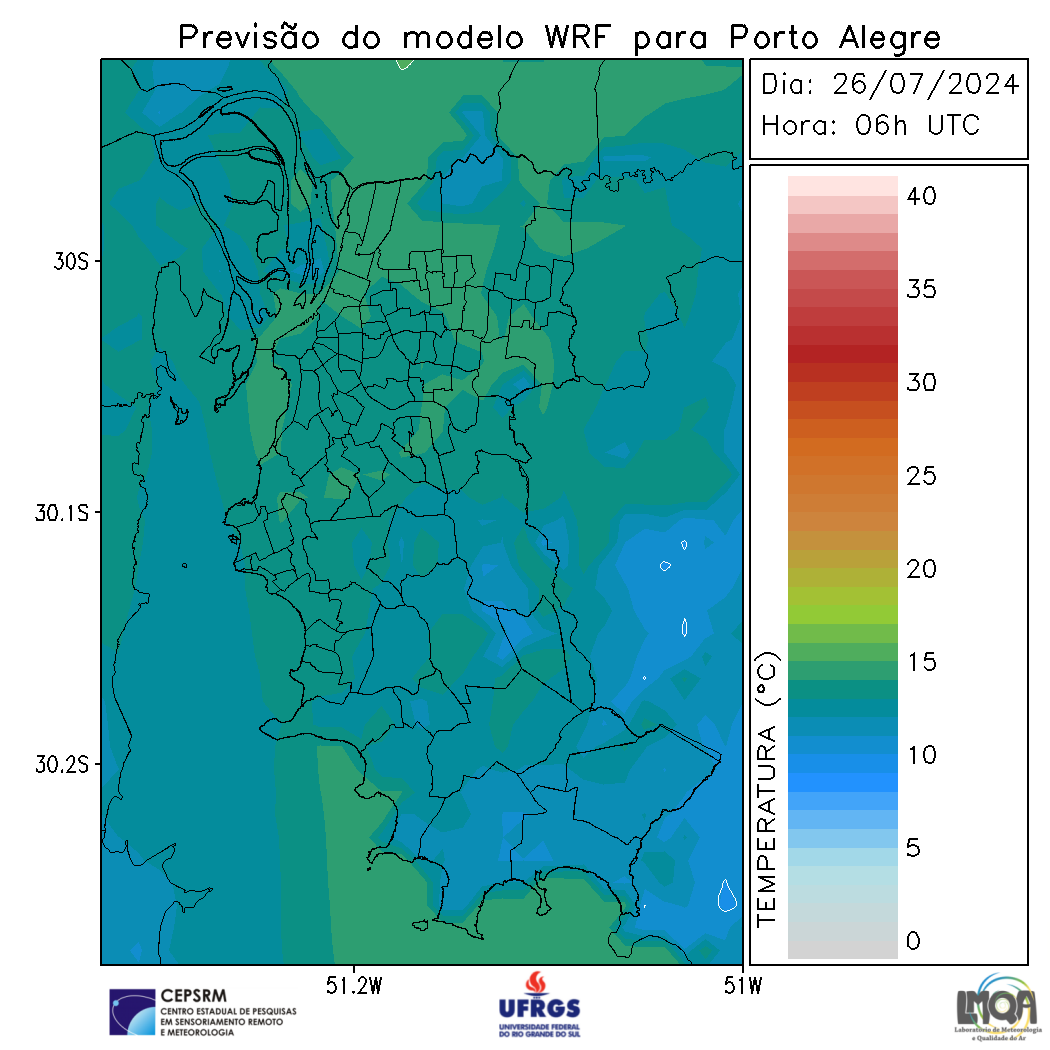 Previsão do modelo WRF para Porto Alegre
Dia: 26/07/2024
Hora: 06h UTC
40
35
30
25
20
15
10
5
0
TEMPERATURA (°C)
30S
30.1S
30.2S
51.2W
51W
CEPSRM
CENTRO ESTADUAL DE PESQUISAS
EM SENSORIAMENTO REMOTO
E METEOROLOGIA
UFRGS
UNIVERSIDADE FEDERAL
DO RIO GRANDE DO SUL
LMQA
Laboratório de Meteorologia
e Qualidade do Ar